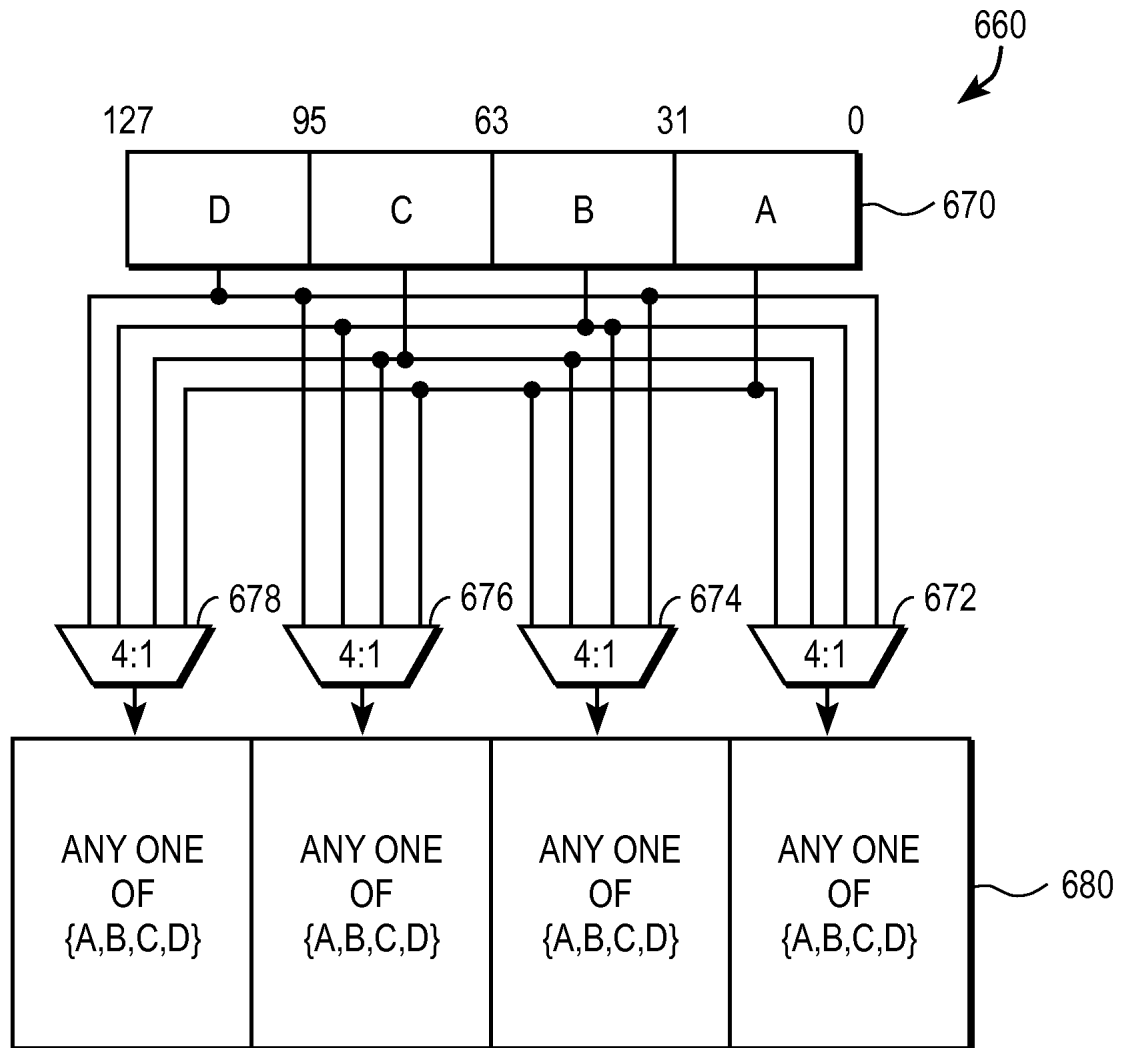 660
127 95 63 31 0
D C B A 670
678 676 674 672
4:1 4:1 4:1 4:1
ANY ONE ANY ONE ANY ONE ANY ONE
OF OF OF OF 680
{A,B,C,D} {A,B,C,D} {A,B,C,D} {A,B,C,D}